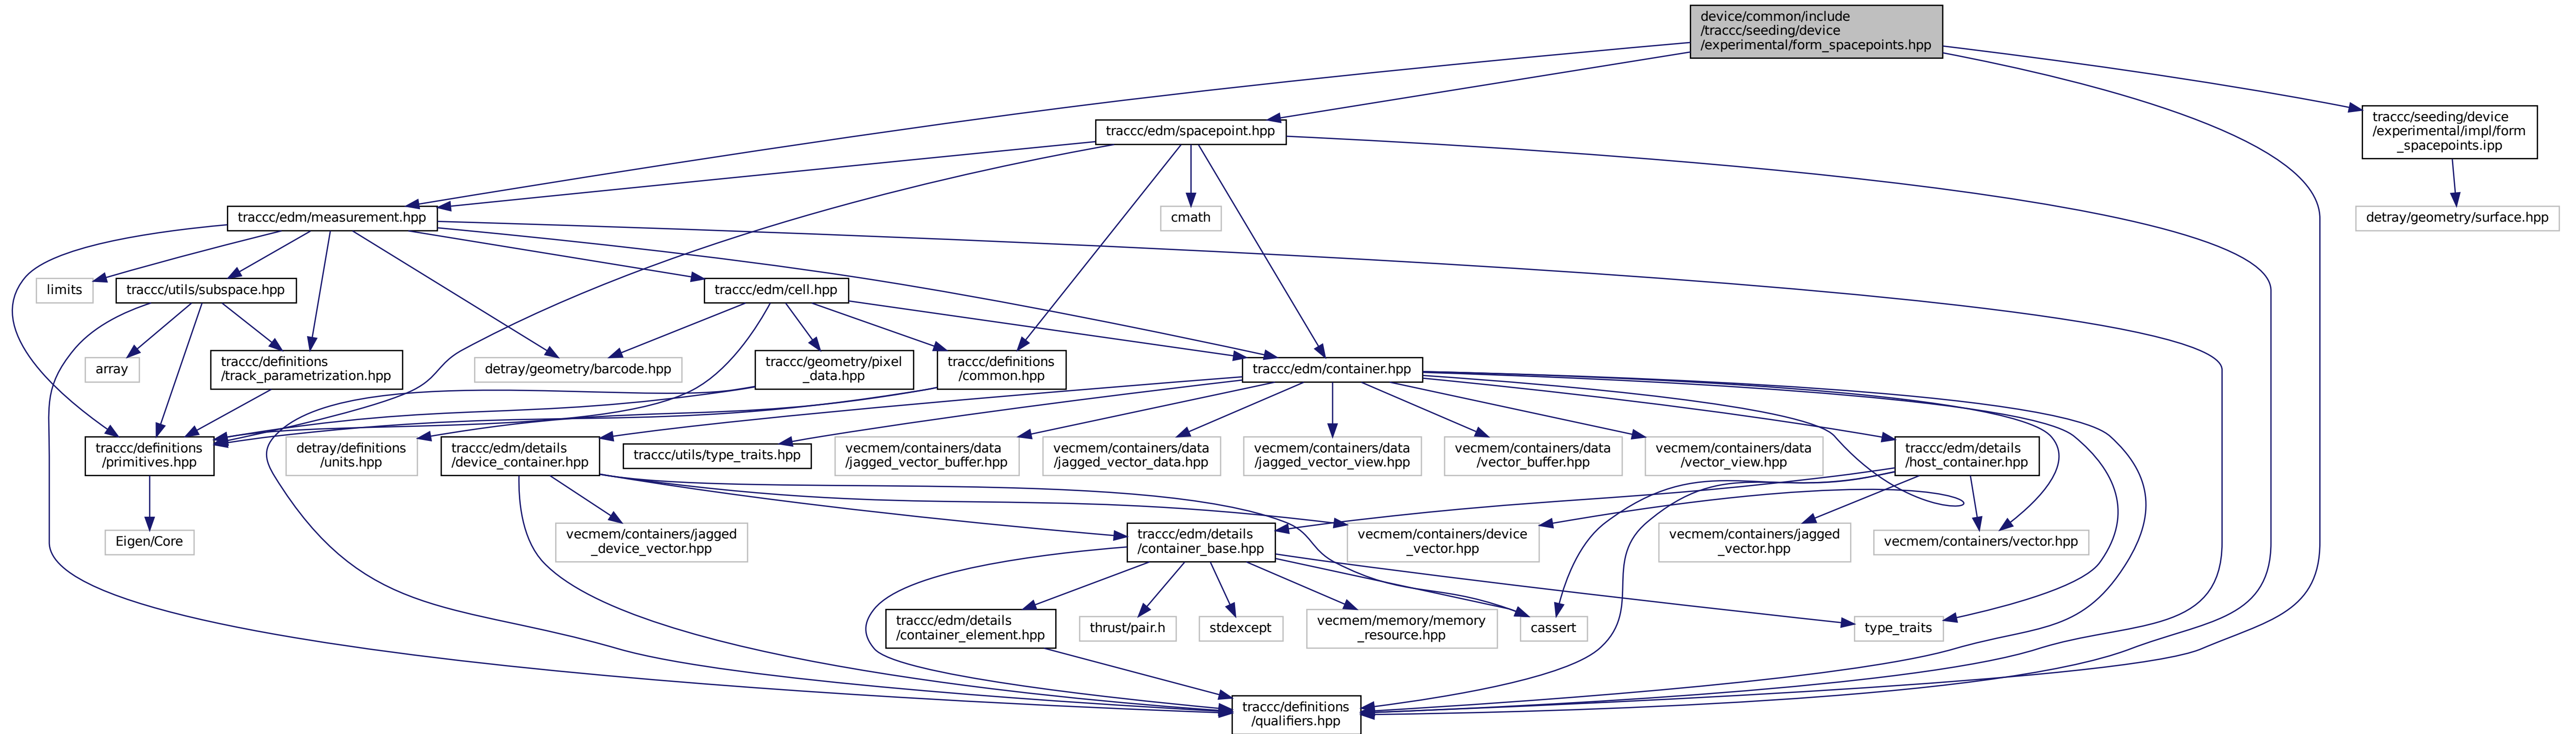 device/common/include
/traccc/seeding/device
/experimental/form_spacepoints.hpp
traccc/edm/spacepoint.hpp
traccc/seeding/device
/experimental/impl/form
_spacepoints.ipp
traccc/edm/measurement.hpp
cmath
detray/geometry/surface.hpp
limits
traccc/utils/subspace.hpp
traccc/edm/cell.hpp
array
traccc/definitions
/track_parametrization.hpp
detray/geometry/barcode.hpp
traccc/geometry/pixel
_data.hpp
traccc/definitions
/common.hpp
traccc/edm/container.hpp
traccc/definitions
/primitives.hpp
detray/definitions
/units.hpp
traccc/edm/details
/device_container.hpp
traccc/utils/type_traits.hpp
vecmem/containers/data
/jagged_vector_buffer.hpp
vecmem/containers/data
/jagged_vector_data.hpp
vecmem/containers/data
/jagged_vector_view.hpp
vecmem/containers/data
/vector_buffer.hpp
vecmem/containers/data
/vector_view.hpp
traccc/edm/details
/host_container.hpp
Eigen/Core
vecmem/containers/jagged
_device_vector.hpp
traccc/edm/details
/container_base.hpp
vecmem/containers/device
_vector.hpp
vecmem/containers/jagged
_vector.hpp
vecmem/containers/vector.hpp
traccc/edm/details
/container_element.hpp
thrust/pair.h
stdexcept
vecmem/memory/memory
_resource.hpp
cassert
type_traits
traccc/definitions
/qualifiers.hpp